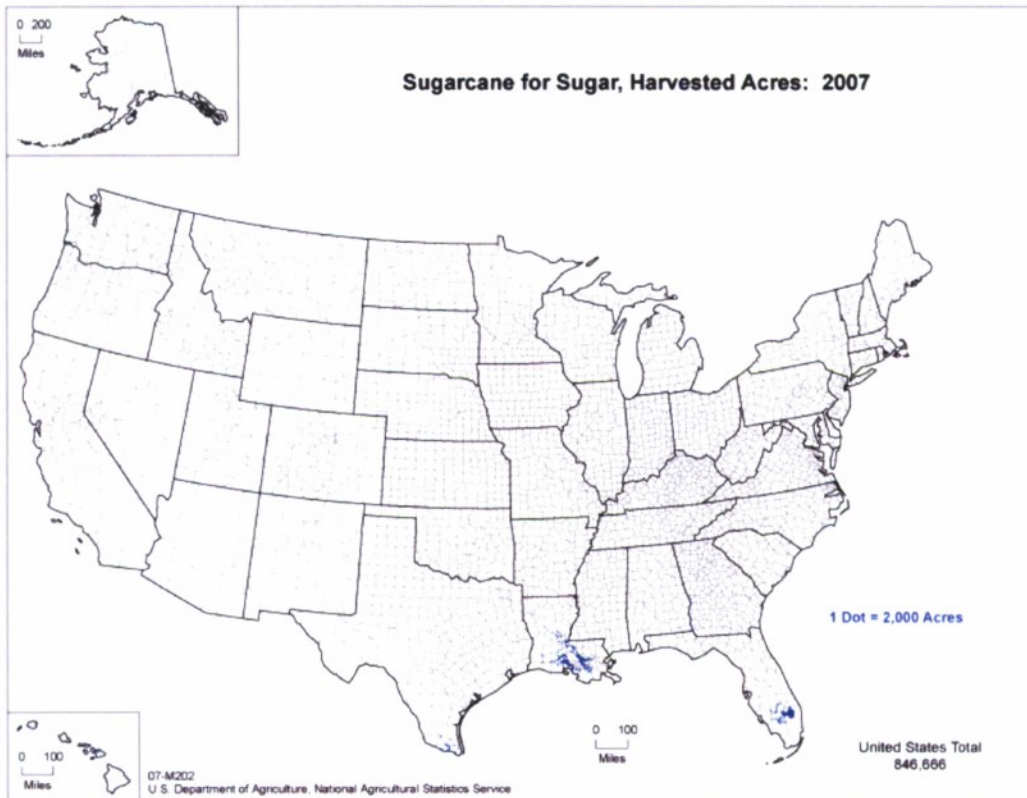 0 200
Miles
Sugarcane for Sugar, Harvested Acres: 2007
1 Dot = 2,000 Acres
0 100
Miles
United States Total
846,666
0 100
Miles
07-M202
U.S. Department of Agriculture, National Agricultural Statistics Service